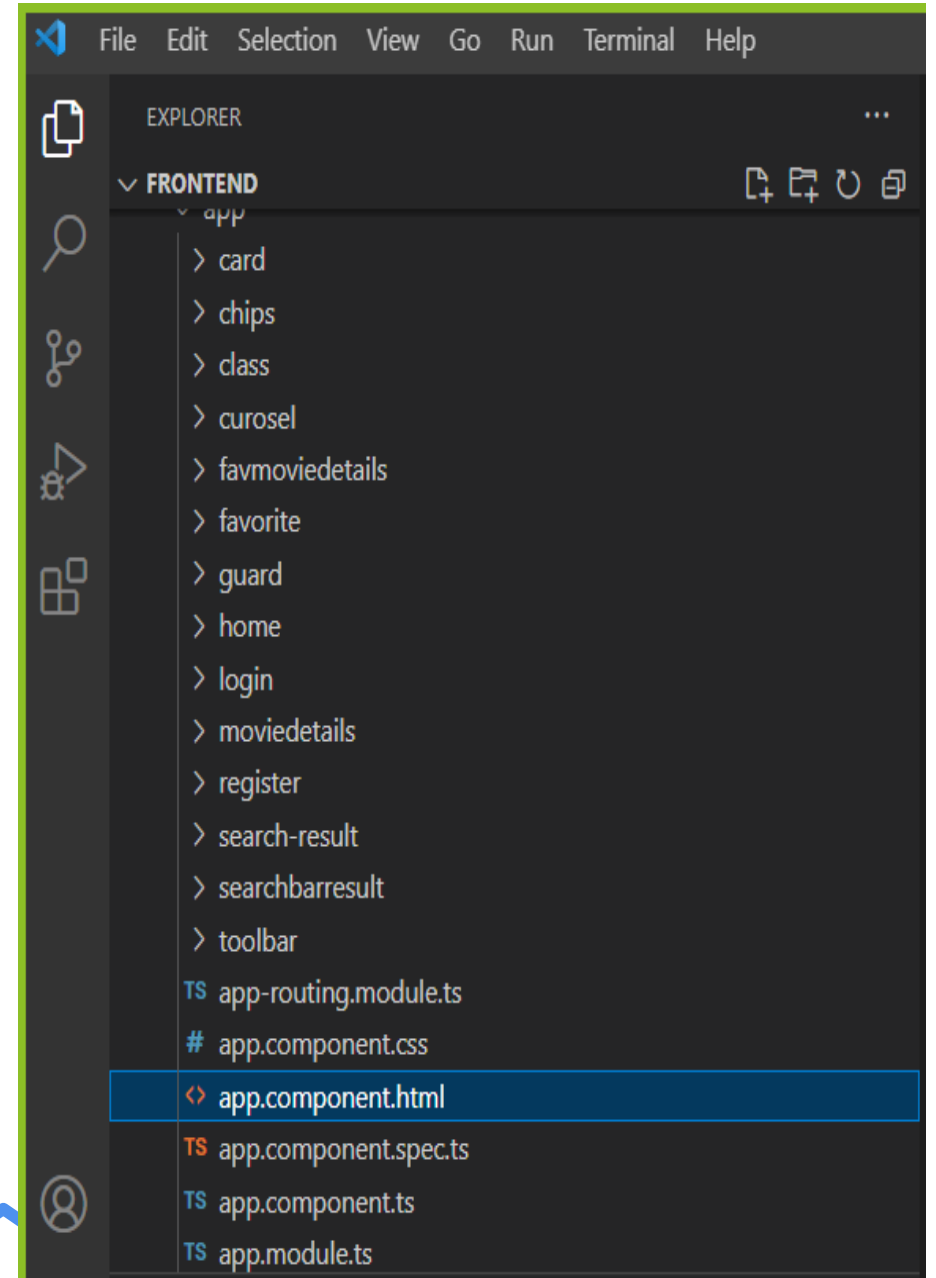 File Edit Selection View Go Run Terminal Help
EXPLORER
FRONTEND
app
card
chips
class
curosel
favmoviedetails
favorite
guard
home
login
moviedetails
register
search-result
searchbarresult
toolbar
TS app-routing.module.ts
# app.component.css
<> app.component.html
TS app.component.spec.ts
TS app.component.ts
TS app.module.ts